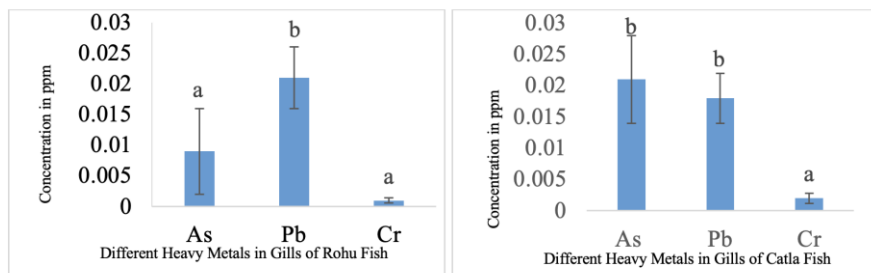 Concentration in ppm
0.03
0.025
0.02
0.015
0.01
0.005
0
a
b
a
As Pb Cr
Different Heavy Metals in Gills of Rohu Fish
Concentration in ppm
0.03
0.025
0.02
0.015
0.01
0.005
0
b
b
a
As Pb Cr
Different Heavy Metals in Gills of Catla Fish